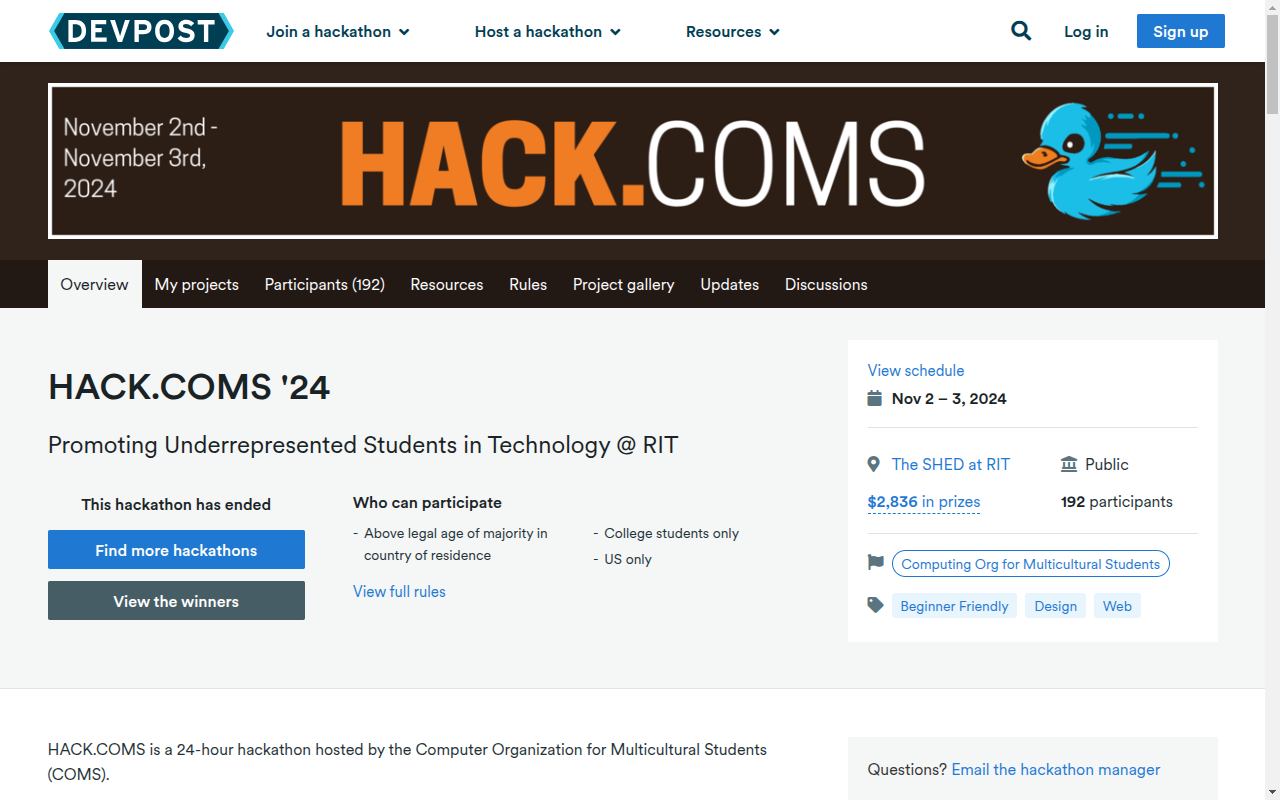 DEVPOST
Join a hackathon
Host a hackathon
Resources
Log in
Sign up
November 2nd -
November 3rd,
2024
HACK.COMS
Overview
My projects
Participants (192)
Resources
Rules
Project gallery
Updates
Discussions
HACK.COMS '24
Promoting Underrepresented Students in Technology @ RIT
This hackathon has ended
Find more hackathons
View the winners
Who can participate
- Above legal age of majority in
country of residence
- College students only
- US only
View full rules
View schedule
Nov 2 – 3, 2024
The SHED at RIT
Public
$2,836 in prizes
192 participants
Computing Org for Multicultural Students
Beginner Friendly
Design
Web
HACK.COMS is a 24-hour hackathon hosted by the Computer Organization for Multicultural Students
(COMS).
Questions? Email the hackathon manager